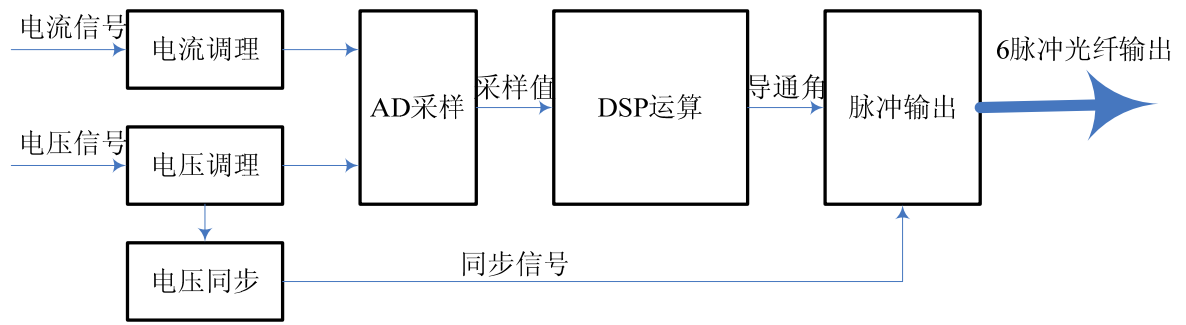 电流信号
电流调理
电压信号
电压调理
电压同步
AD采样
采样值
DSP运算
导通角
脉冲输出
6脉冲光纤输出
同步信号